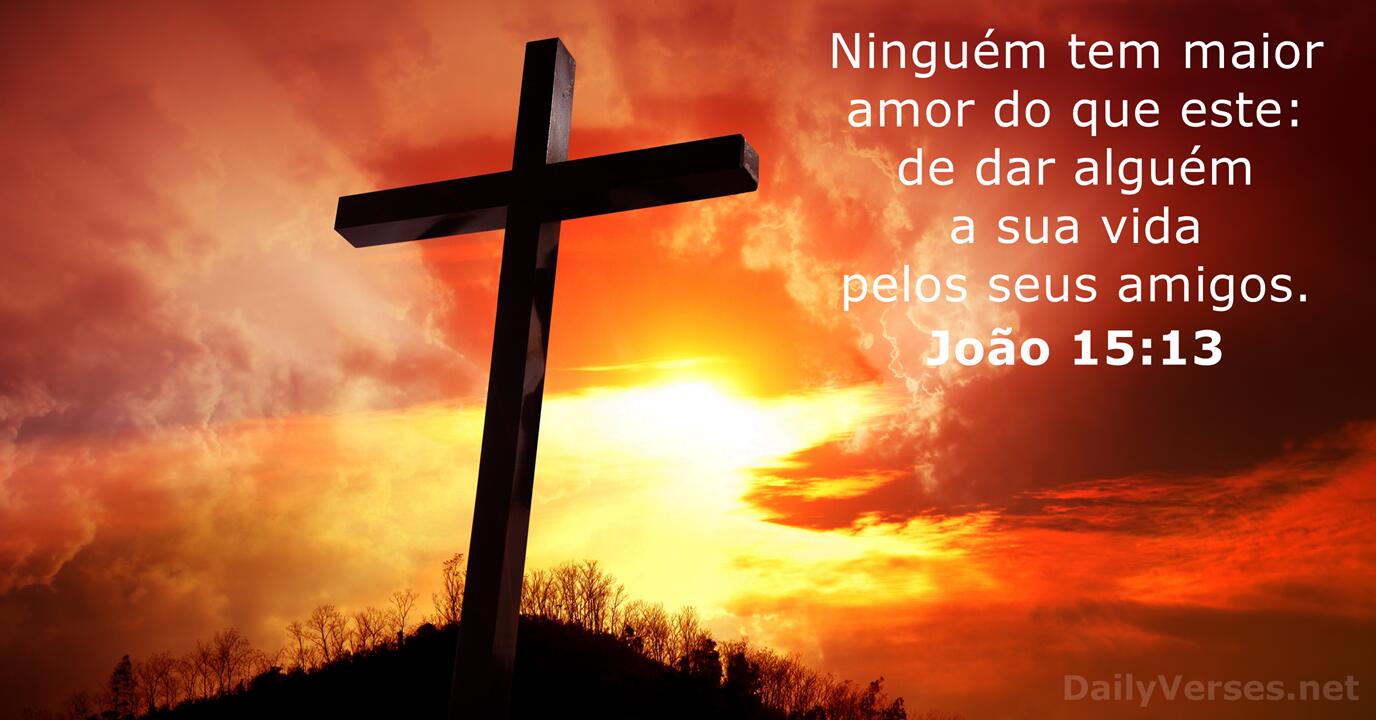 Ninguém tem maior
amor do que este:
de dar alguém
a sua vida
pelos seus amigos.
João 15:13
DailyVerses.net